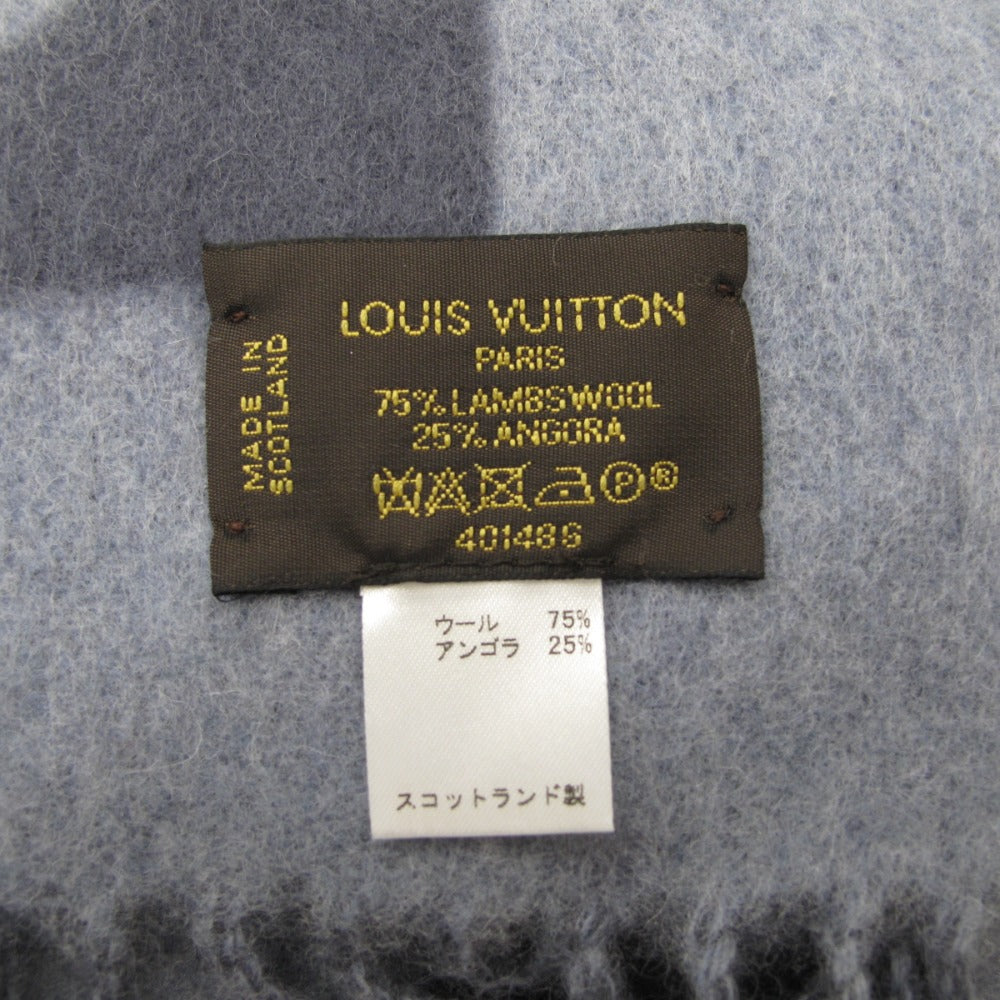 MADE IN
SCOTLAND
LOUIS VUITTON
PARIS
75% LAMBSWOOL
25% ANGORA
P ®
401486
ウール 75%
アンゴラ 25%
スコットランド製